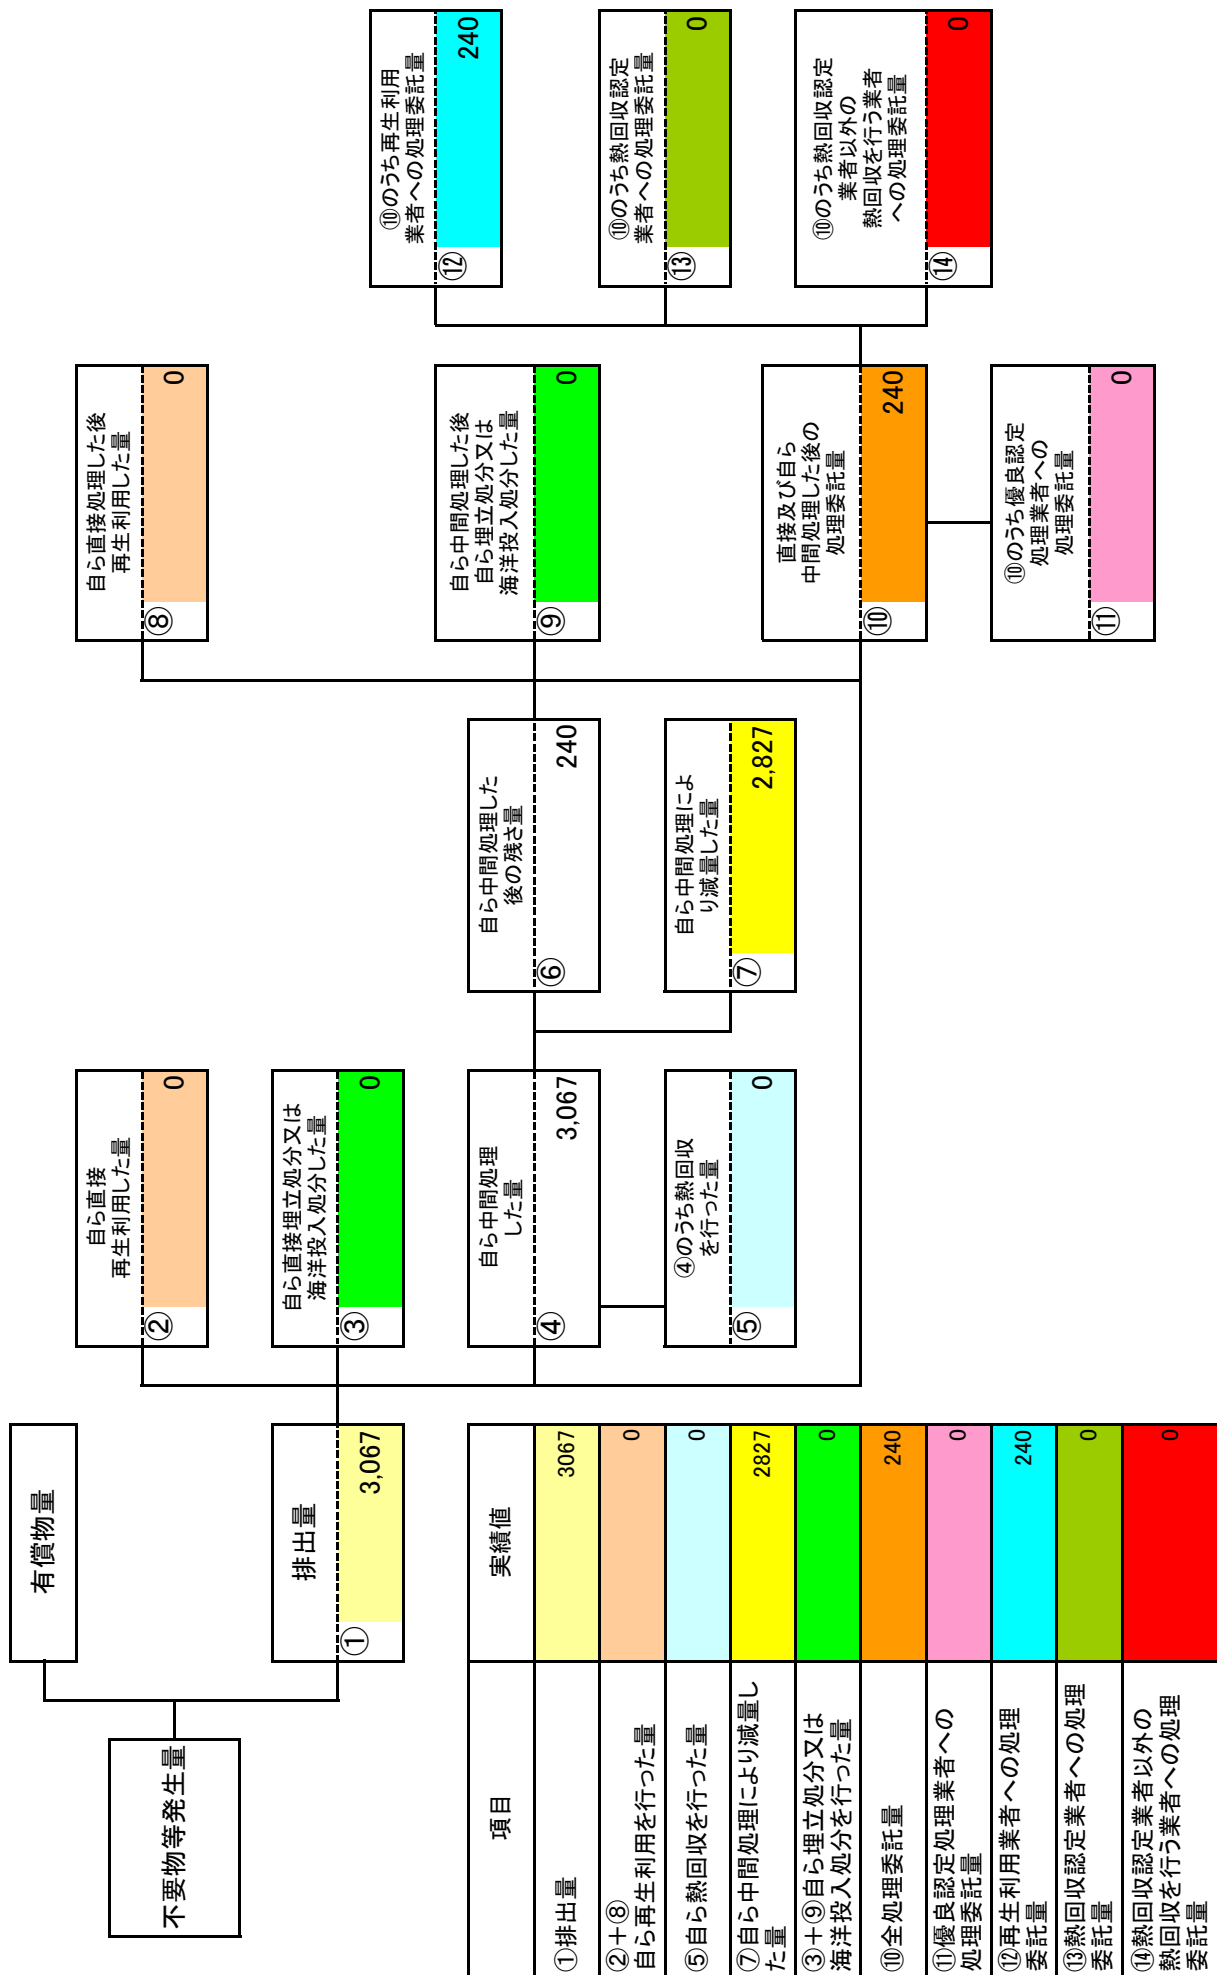 不要物等発生量
有償物量
排出量
①
3,067
自ら直接
再生利用した量
②
0
自ら直接埋立処分又は
海洋投入処分した量
③
0
自ら中間処理
した量
④
3,067
④のうち熱回収
を行った量
⑤
0
自ら中間処理した
後の残さ量
⑥
240
自ら中間処理によ
り減量した量
⑦
2,827
自ら直接処理した後
再生利用した量
⑧
0
自ら中間処理した後
自ら埋立処分又は
海洋投入処分した量
⑨
0
直接及び自ら
中間処理した後の
処理委託量
⑩
240
⑩のうち優良認定
処理業者への
処理委託量
⑪
0
⑩のうち再生利用
業者への処理委託量
⑫
240
⑩のうち熱回収認定
業者への処理委託量
⑬
0
⑩のうち熱回収認定
業者以外の
熱回収を行う業者
への処理委託量
⑭
0
項目
実績値
①排出量
3067
②+⑧
自ら再生利用を行った量
0
⑤自ら熱回収を行った量
0
⑦自ら中間処理により減量し
た量
2827
③+⑨自ら埋立処分又は
海洋投入処分を行った量
0
⑩全処理委託量
240
⑪優良認定処理業者への
処理委託量
0
⑫再生利用業者への処理
委託量
240
⑬熱回収認定業者への処理
委託量
0
⑭熱回収認定業者以外の
熱回収を行う業者への処理
委託量
0